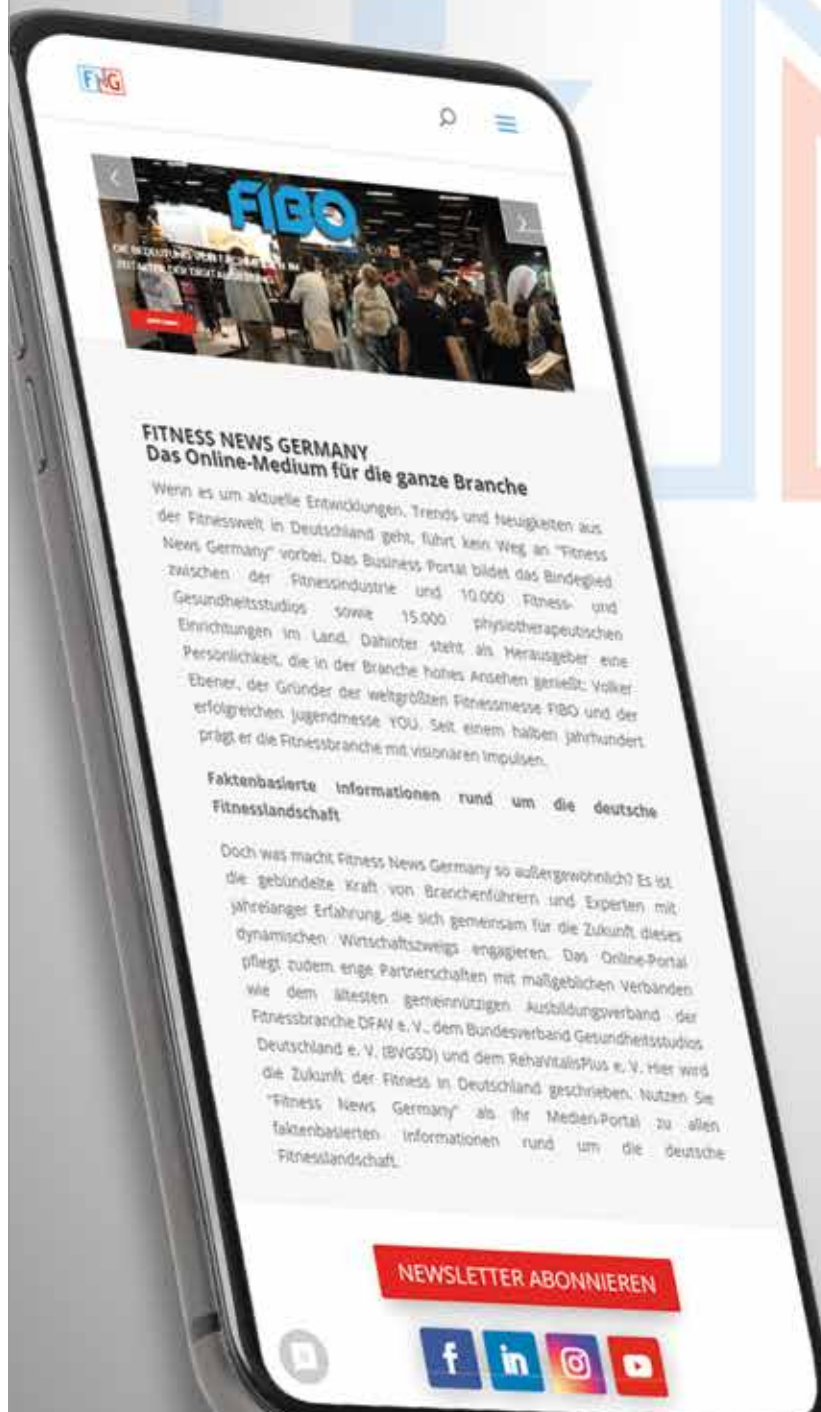 FNG
FIBO
DIE BEDEUTUNG VON FACHMESSEN IM
ZEITALTER DER DIGITALISIERUNG
FITNESS NEWS GERMANY
Das Online-Medium für die ganze Branche
Wenn es um aktuelle Entwicklungen, Trends und Neuigkeiten aus
der Fitnesswelt in Deutschland geht, führt kein Weg an "Fitness
News Germany" vorbei. Das Business Portal bildet das Bindeglied
zwischen der Fitnessindustrie und 10.000 Fitness- und
Gesundheitsstudios sowie 15.000 physiotherapeutischen
Einrichtungen im Land. Dahinter steht als Herausgeber eine
Persönlichkeit, die in der Branche hohes Ansehen genießt: Volker
Ebener, der Gründer der weltgrößten Fitnessmesse FIBO und der
erfolgreichen Jugendmesse YOU. Seit einem halben Jahrhundert
prägt er die Fitnessbranche mit visionären Impulsen.
Faktenbasierte Informationen rund um die deutsche
Fitnesslandschaft
Doch was macht Fitness News Germany so außergewöhnlich? Es ist
die gebündelte Kraft von Branchenführern und Experten mit
jahrelanger Erfahrung, die sich gemeinsam für die Zukunft dieses
dynamischen Wirtschaftszweigs engagieren. Das Online-Portal
pflegt zudem enge Partnerschaften mit maßgeblichen Verbänden
wie dem ältesten gemeinnützigen Ausbildungsverband der
Fitnessbranche DFAV e. V., dem Bundesverband Gesundheitsstudios
Deutschland e. V. (BVGSD) und dem RehaVitalisPlus e. V. Hier wird
die Zukunft der Fitness in Deutschland geschrieben. Nutzen Sie
"Fitness News Germany" als Ihr Medien-Portal zu allen
faktenbasierten Informationen rund um die deutsche
Fitnesslandschaft.
NEWSLETTER ABONNIEREN